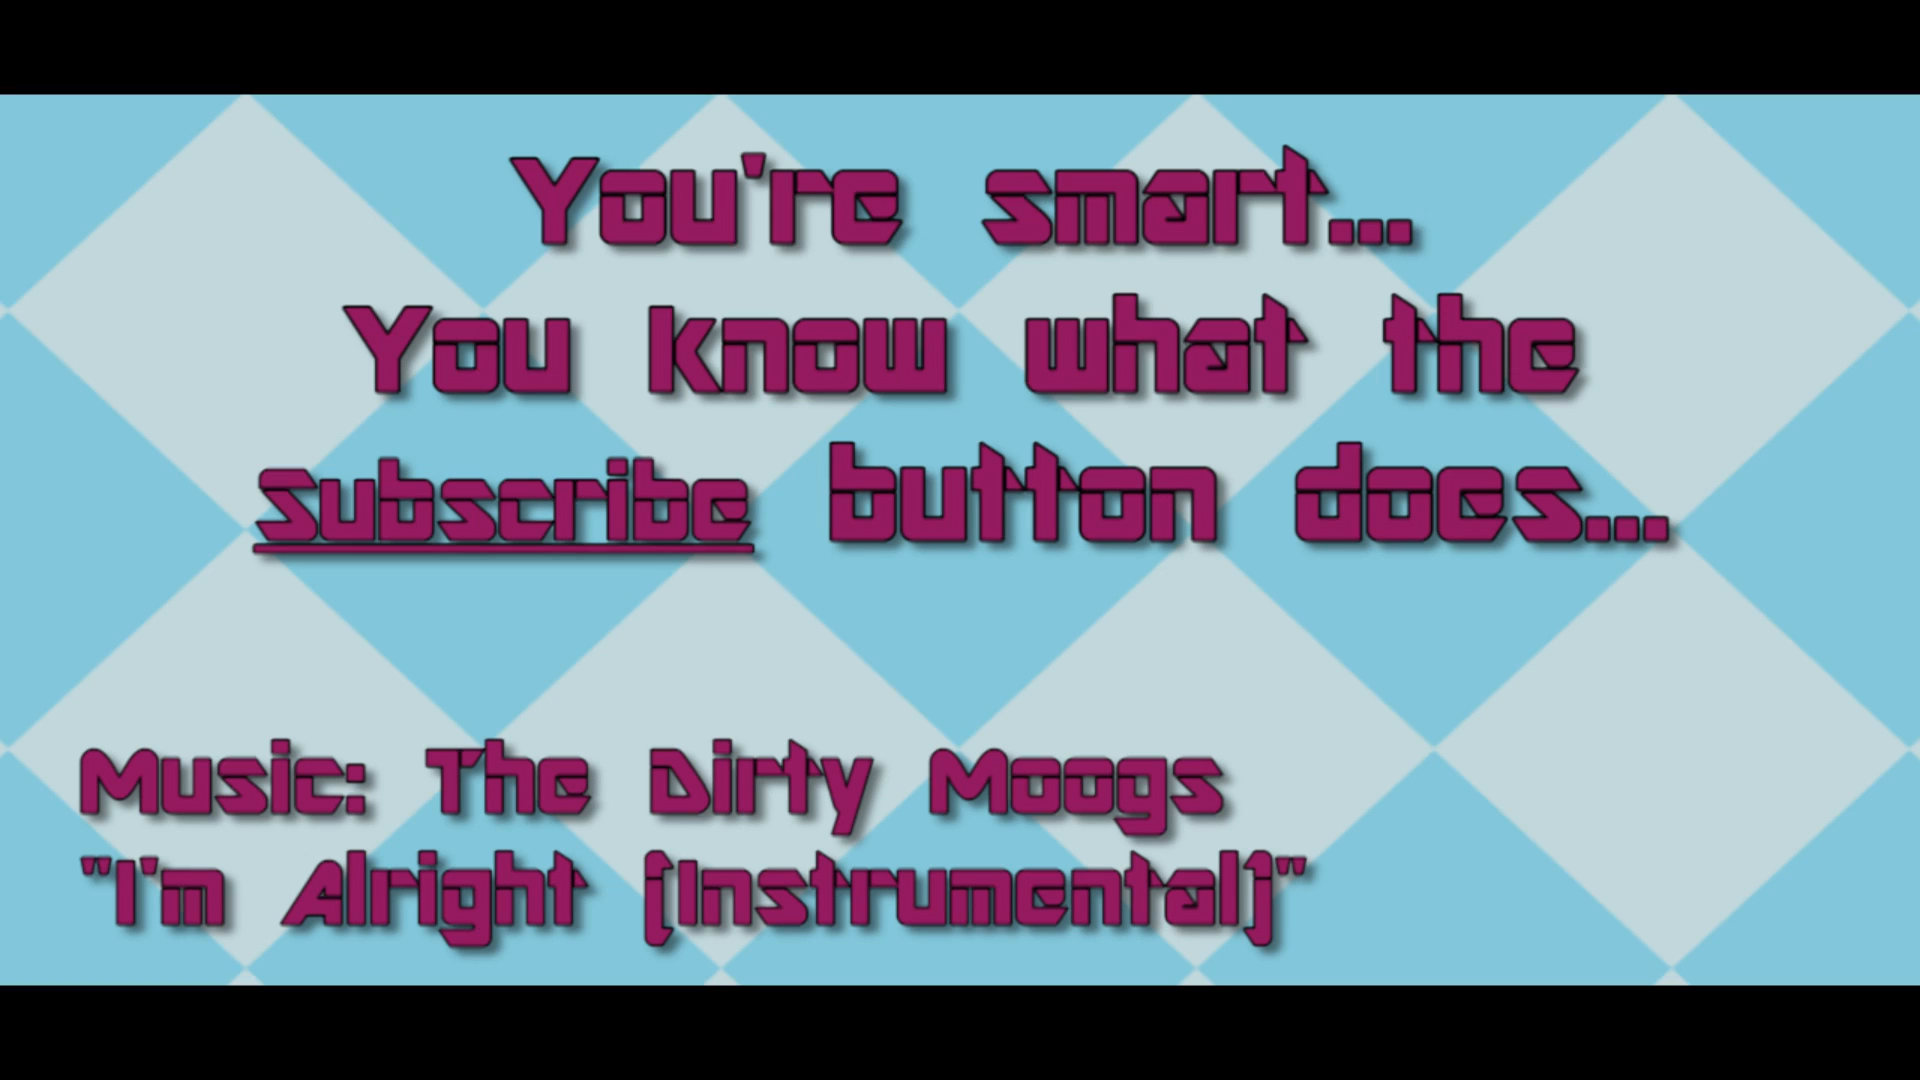 You're smart...
You know what the
Subscribe button does...
Music: The Dirty Moogs
"I'm Alright (Instrumental)"